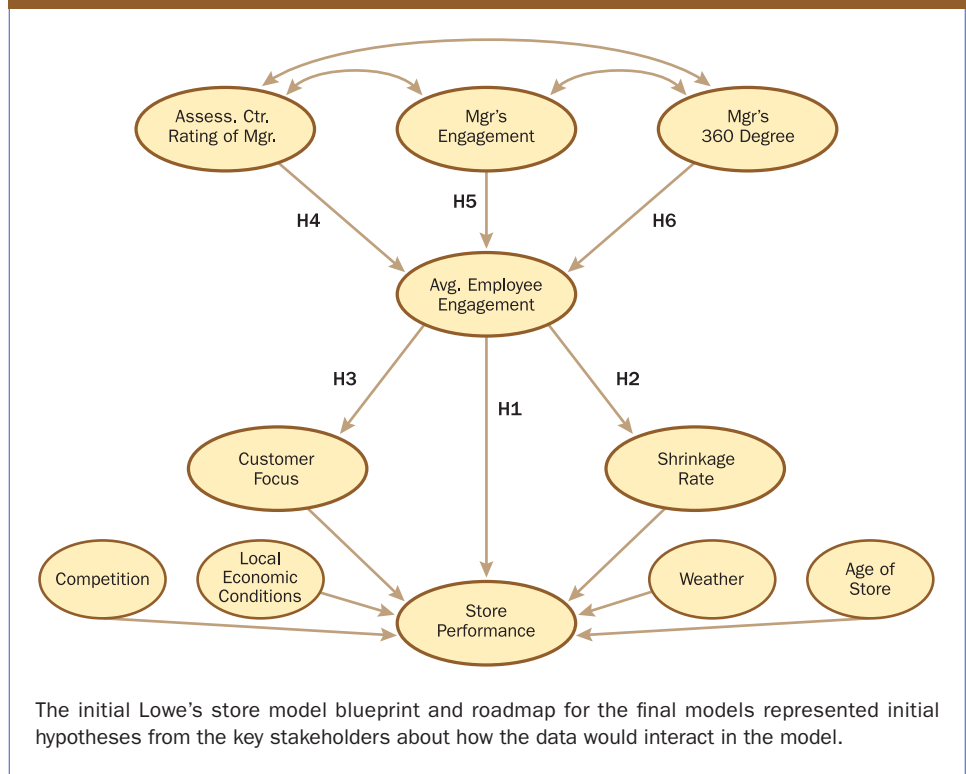 Assess. Ctr.
Rating of Mgr.
Mgr's
Engagement
Mgr's
360 Degree
H4
H5
H6
Avg. Employee
Engagement
H3
H1
H2
Customer
Focus
Shrinkage
Rate
Competition
Local
Economic
Conditions
Store
Performance
Weather
Age of
Store
The initial Lowe's store model blueprint and roadmap for the final models represented initial
hypotheses from the key stakeholders about how the data would interact in the model.